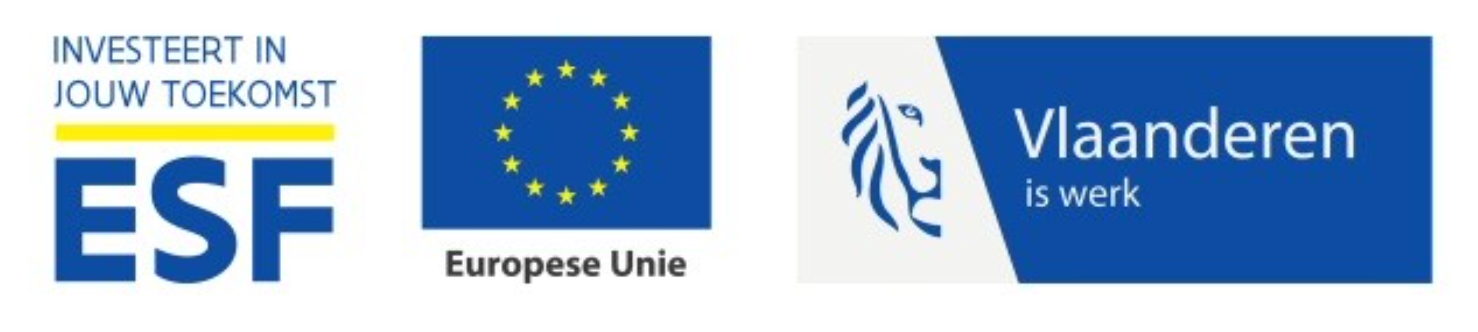 INVESTEERT IN
JOUW TOEKOMST
ESF
Europese Unie
Vlaanderen
is werk